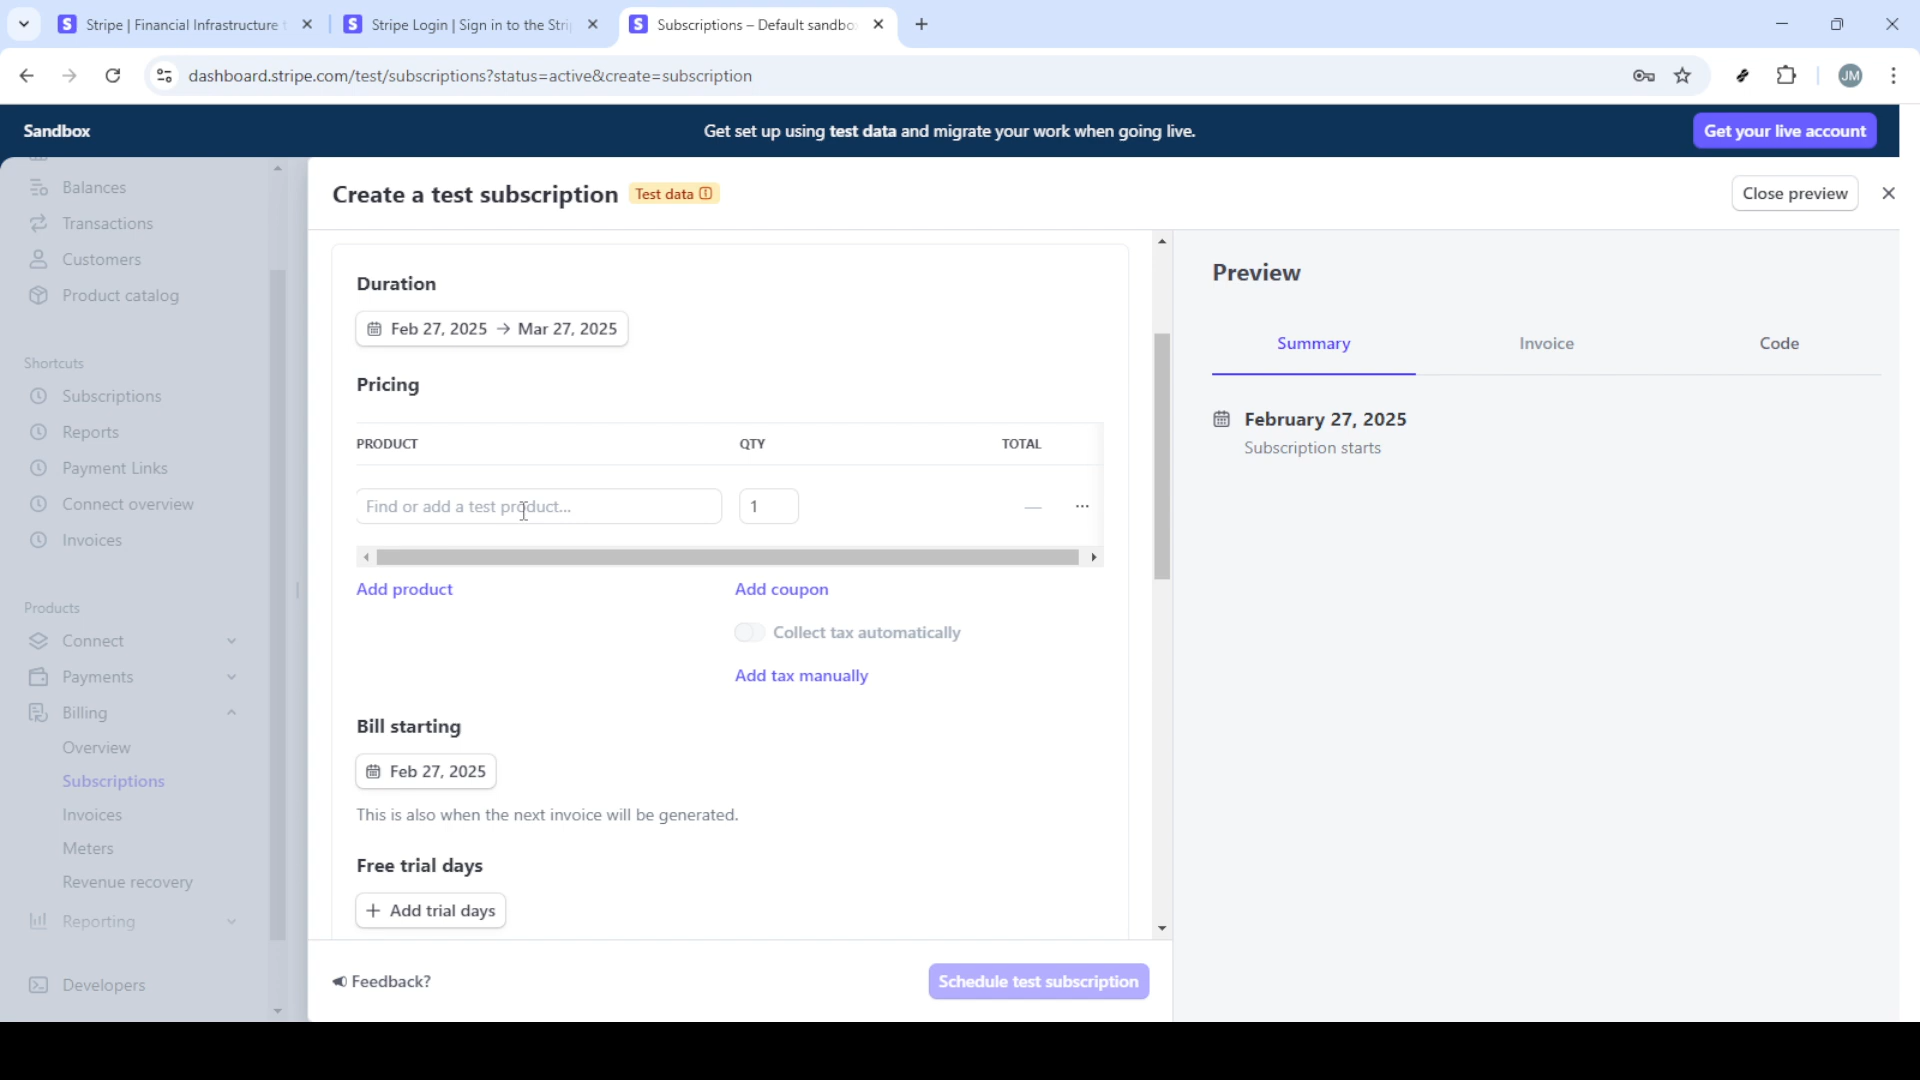 Stripe | Financial Infrastructure t
Stripe Login | Sign in to the Stri
Subscriptions – Default sandbo
dashboard.stripe.com/test/subscriptions?status=active&create=subscription
JM
Sandbox
Get set up using test data and migrate your work when going live.
Get your live account
Balances
Transactions
Customers
Product catalog
Shortcuts
Subscriptions
Reports
Payment Links
Connect overview
Invoices
Products
Connect
Payments
Billing
Overview
Subscriptions
Invoices
Meters
Revenue recovery
Reporting
Developers
Create a test subscription
Test data
Close preview
Duration
Feb 27, 2025 → Mar 27, 2025
Pricing
PRODUCT QTY TOTAL
Find or add a test product... 1 —
Add product
Add coupon
Collect tax automatically
Add tax manually
Bill starting
Feb 27, 2025
This is also when the next invoice will be generated.
Free trial days
+ Add trial days
Feedback?
Schedule test subscription
Preview
Summary Invoice Code
February 27, 2025
Subscription starts